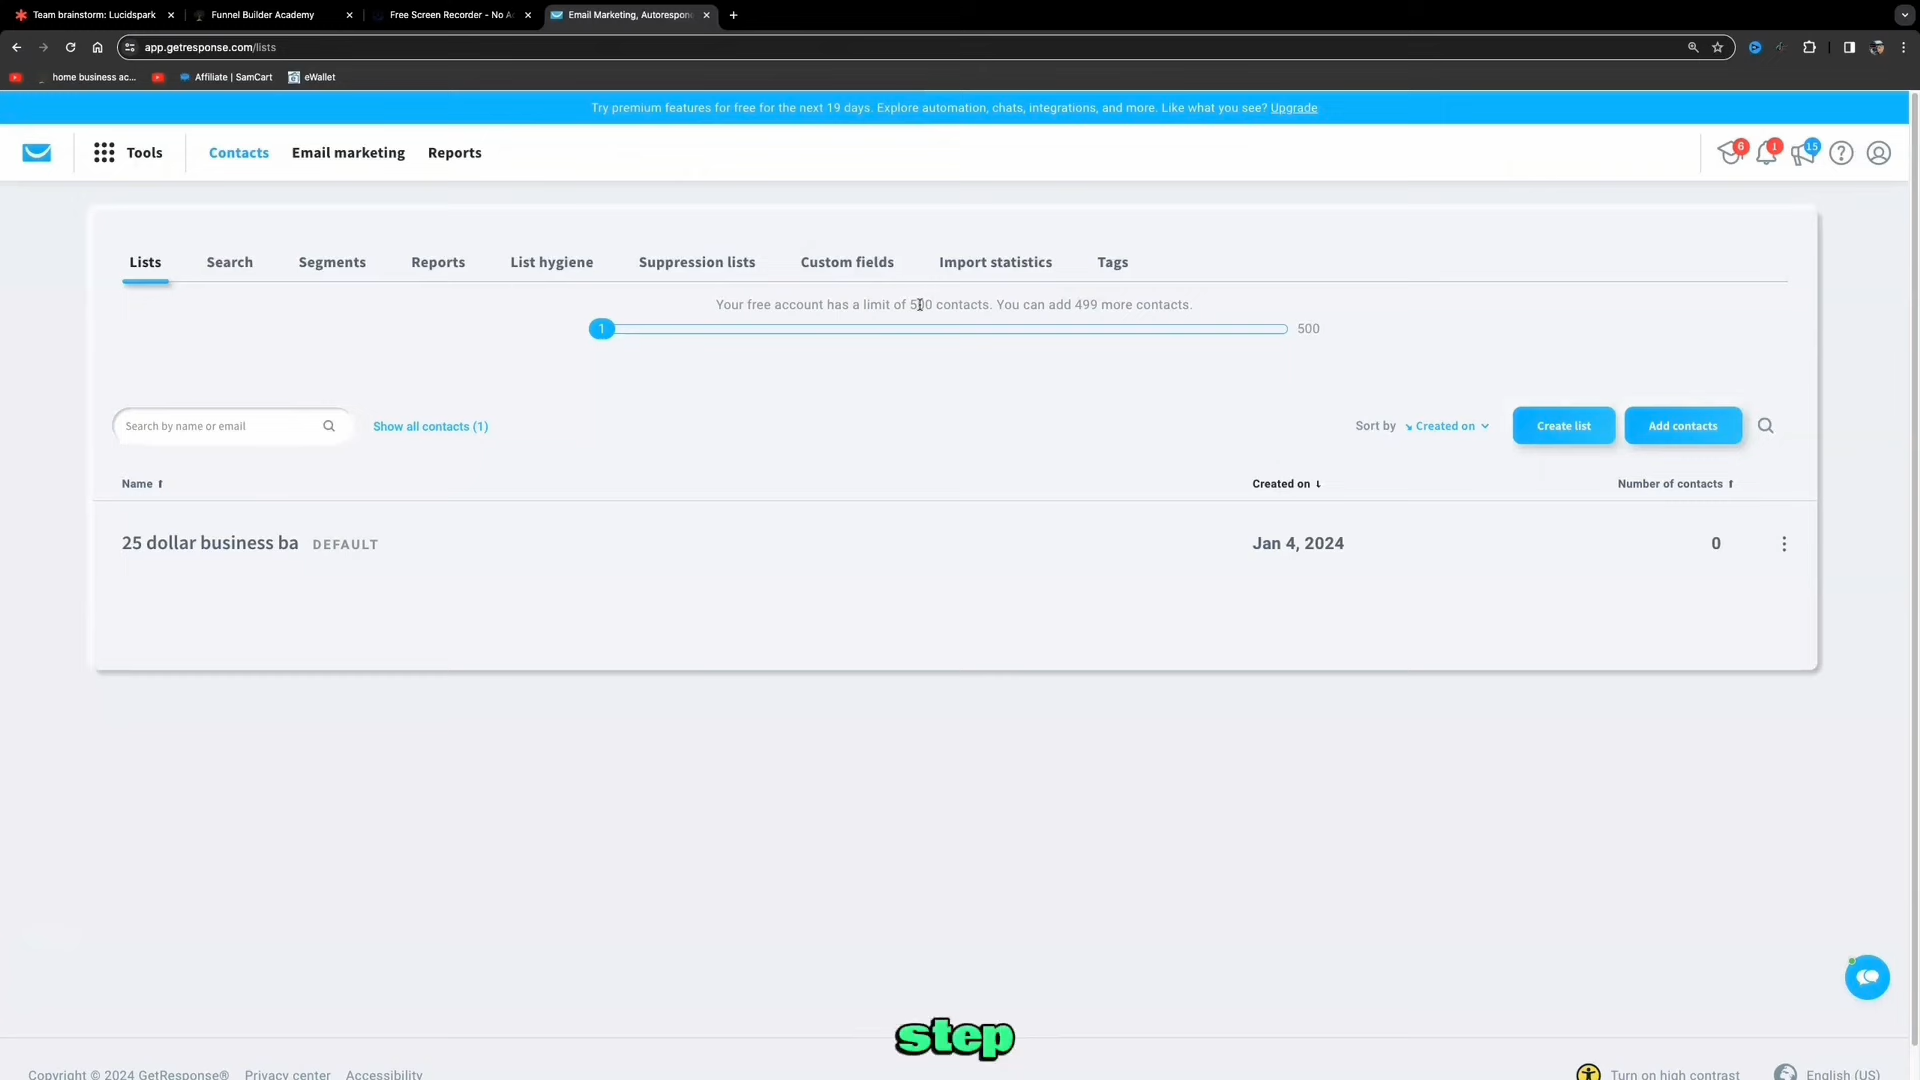 Team brainstorm: Lucidspark
Funnel Builder Academy
Free Screen Recorder - No A
Email Marketing, Autorespon
app.getresponse.com/lists
home business ac...
Affiliate | SamCart
eWallet
Try premium features for free for the next 19 days. Explore automation, chats, integrations, and more. Like what you see? Upgrade
Tools
Contacts
Email marketing
Reports
6
1
15
Lists
Search
Segments
Reports
List hygiene
Suppression lists
Custom fields
Import statistics
Tags
Your free account has a limit of 500 contacts. You can add 499 more contacts.
1
500
Search by name or email
Show all contacts (1)
Sort by
Created on
Create list
Add contacts
Name
Created on
Number of contacts
25 dollar business ba
DEFAULT
Jan 4, 2024
0
step
Copyright © 2024 GetResponse®
Privacy center
Accessibility
Turn on high contrast
English (US)